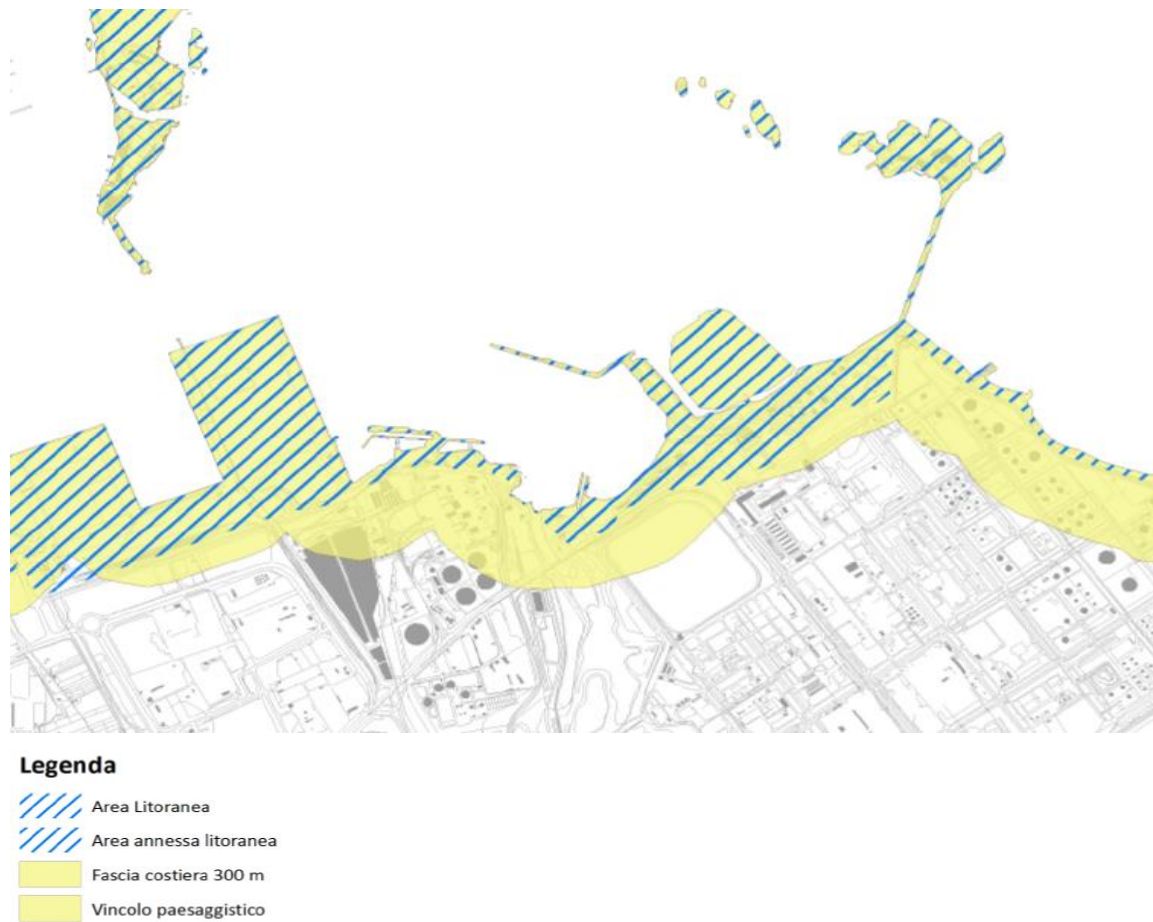 Legenda
Area Litoranea
Area annessa litoranea
Fascia costiera 300 m
Vincolo paesaggistico